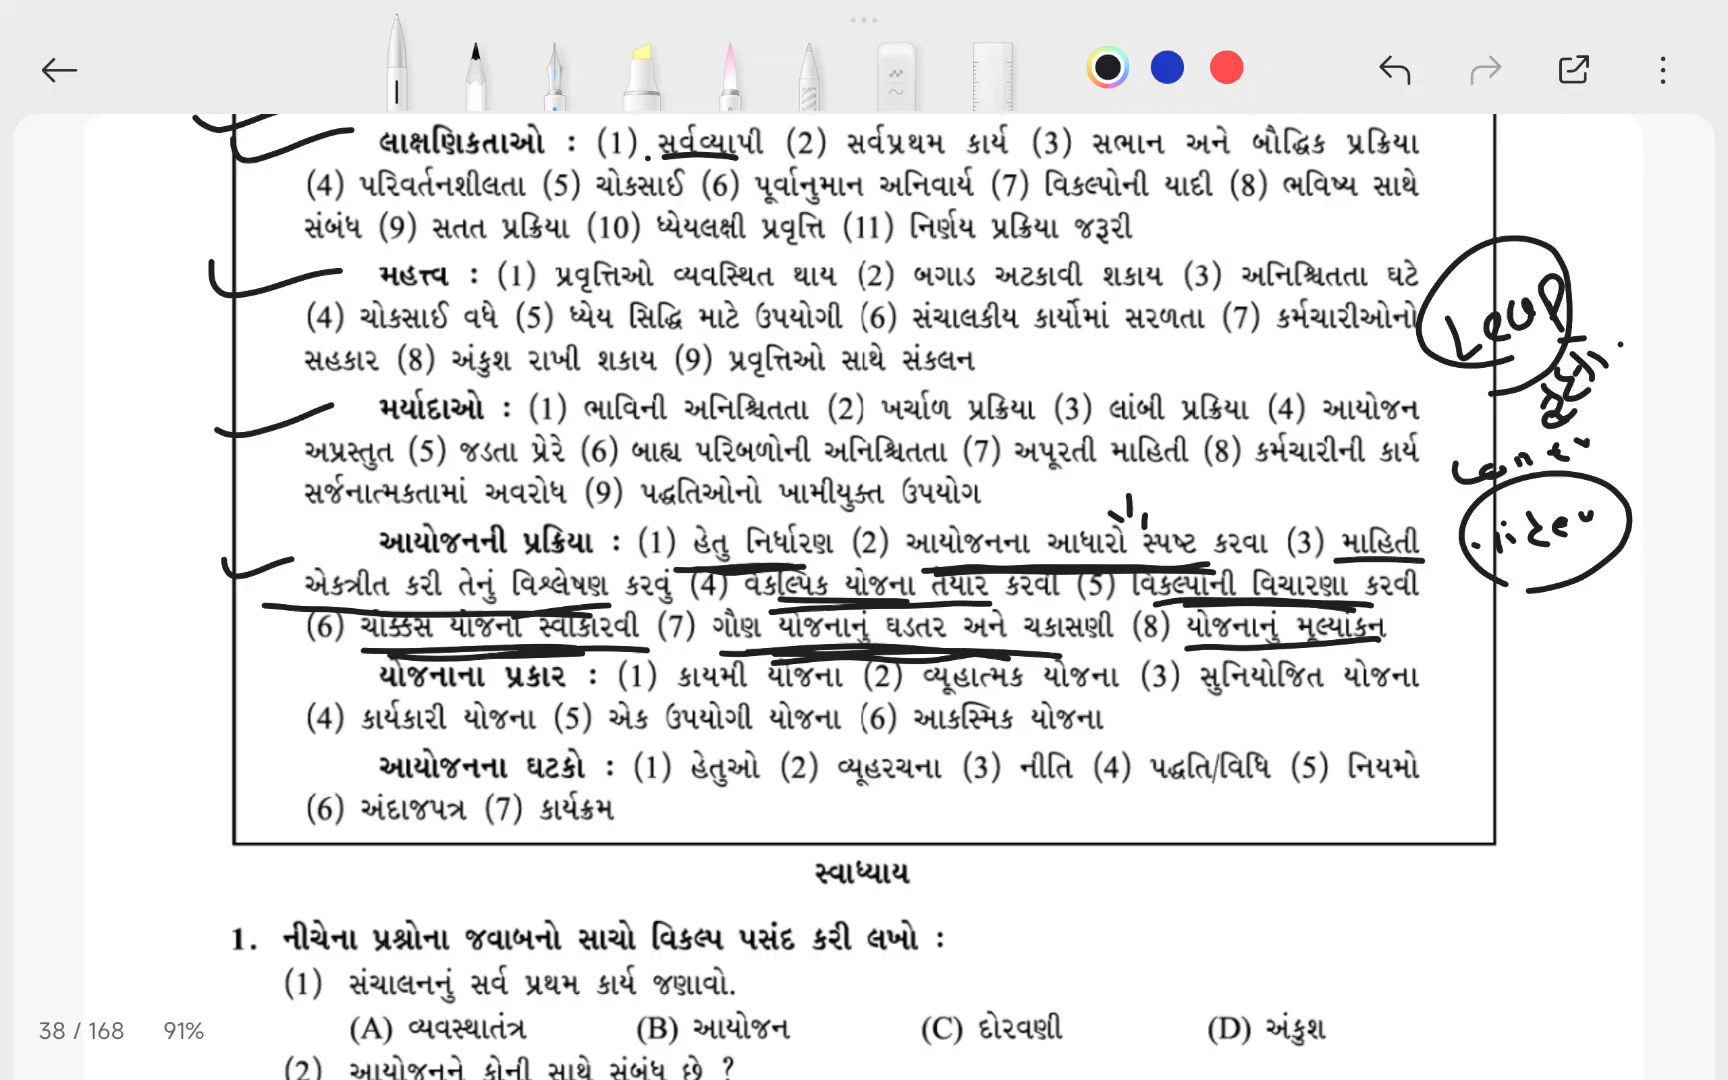 લાક્ષણિકતાઓ : (1) સર્વવ્યાપી (2) સર્વપ્રથમ કાર્ય (3) સભાન અને બૌદ્ધિક પ્રક્રિયા
(4) પરિવર્તનશીલતા (5) ચોકસાઈ (6) પૂર્વાનુમાન અનિવાર્ય (7) વિકલ્પોની યાદી (8) ભવિષ્ય સાથે
સંબંધ (9) સતત પ્રક્રિયા (10) ધ્યેયલક્ષી પ્રવૃત્તિ (11) નિર્ણય પ્રક્રિયા જરૂરી
મહત્ત્વ : (1) પ્રવૃત્તિઓ વ્યવસ્થિત થાય (2) બગાડ અટકાવી શકાય (3) અનિશ્ચિતતા ઘટે
(4) ચોકસાઈ વધે (5) ધ્યેય સિદ્ધિ માટે ઉપયોગી (6) સંચાલકીય કાર્યોમાં સરળતા (7) કર્મચારીઓનો
સહકાર (8) અંકુશ રાખી શકાય (9) પ્રવૃત્તિઓ સાથે સંકલન
મર્યાદાઓ : (1) ભાવિની અનિશ્ચિતતા (2) ખર્ચાળ પ્રક્રિયા (3) લાંબી પ્રક્રિયા (4) આયોજન
અપ્રસ્તુત (5) જડતા પ્રેરે (6) બાહ્ય પરિબળોની અનિશ્ચિતતા (7) અપૂરતી માહિતી (8) કર્મચારીની કાર્ય
સર્જનાત્મકતામાં અવરોધ (9) પદ્ધતિઓનો ખામીયુક્ત ઉપયોગ
આયોજનની પ્રક્રિયા : (1) હેતુ નિર્ધારણ (2) આયોજનના આધારો સ્પષ્ટ કરવા (3) માહિતી
એકત્રીત કરી તેનું વિશ્લેષણ કરવું (4) વૈકલ્પિક યોજના તૈયાર કરવી (5) વિકલ્પોની વિચારણા કરવી
(6) ચોક્કસ યોજના સ્વીકારવી (7) ગૌણ યોજનાનું ઘડતર અને ચકાસણી (8) યોજનાનું મૂલ્યાંકન
યોજનાના પ્રકાર : (1) કાયમી યોજના (2) વ્યૂહાત્મક યોજના (3) સુનિયોજિત યોજના
(4) કાર્યકારી યોજના (5) એક ઉપયોગી યોજના (6) આકસ્મિક યોજના
આયોજનના ઘટકો : (1) હેતુઓ (2) વ્યૂહરચના (3) નીતિ (4) પદ્ધતિ/વિધિ (5) નિયમો
(6) અંદાજપત્ર (7) કાર્યક્રમ
સ્વાધ્યાય
1. નીચેના પ્રશ્નોના જવાબનો સાચો વિકલ્પ પસંદ કરી લખો :
(1) સંચાલનનું સર્વ પ્રથમ કાર્ય જણાવો.
(A) વ્યવસ્થાતંત્ર (B) આયોજન (C) દોરવણી (D) અંકુશ
(2) આયોજનને કોની સાથે સંબંધ છે ?
38 / 168 91%